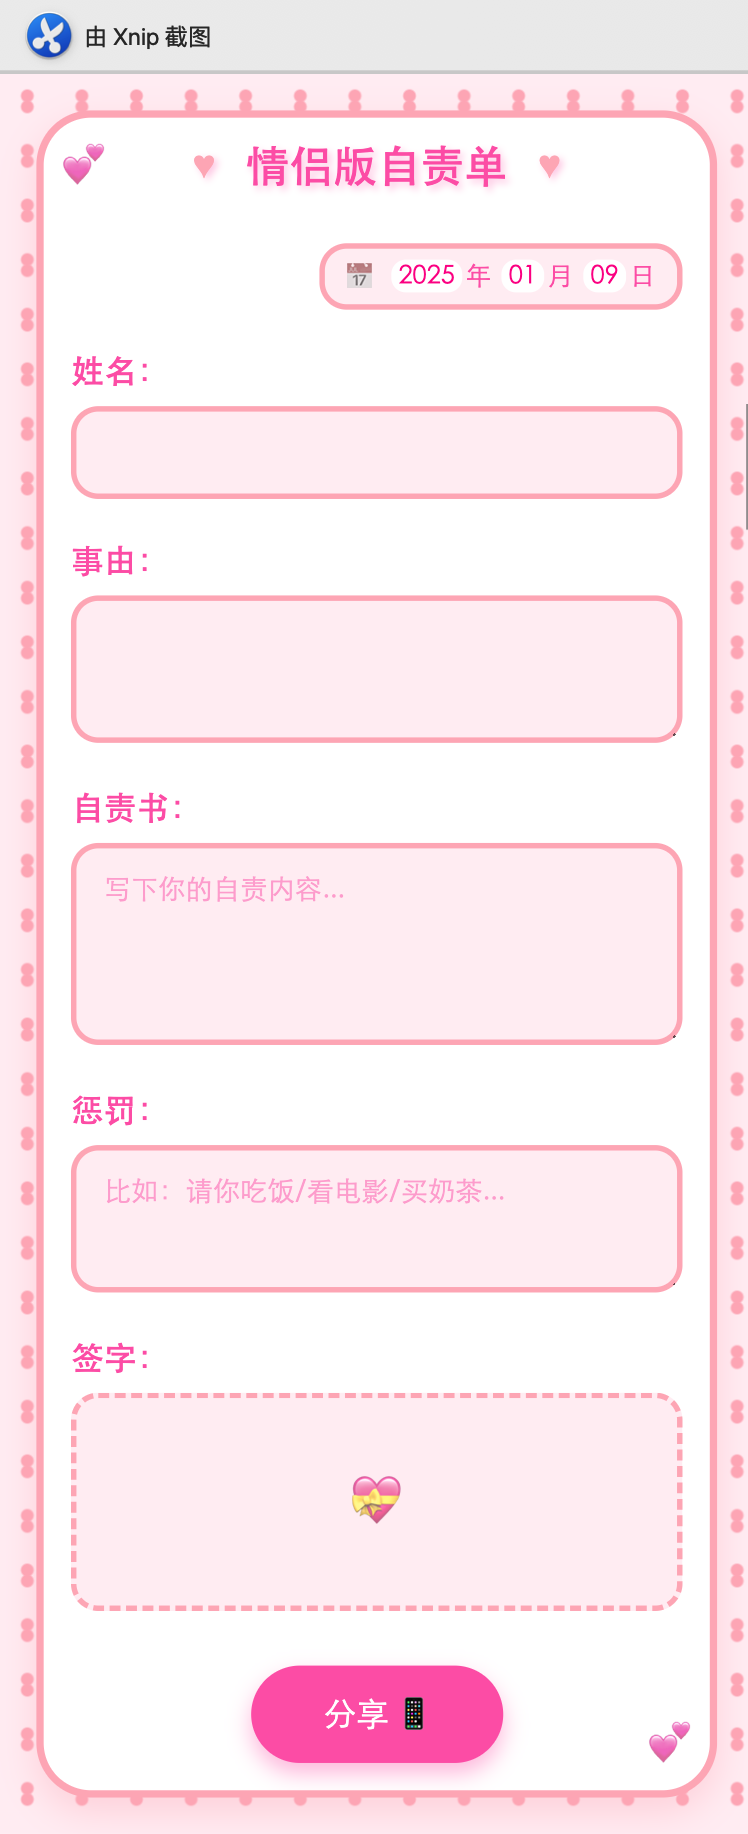 由 Xnip 截图
情侣版自责单
17 2025 年 01 月 09 日
姓名：
事由：
自责书：
写下你的自责内容...
惩罚：
比如：请你吃饭/看电影/买奶茶...
签字：
分享